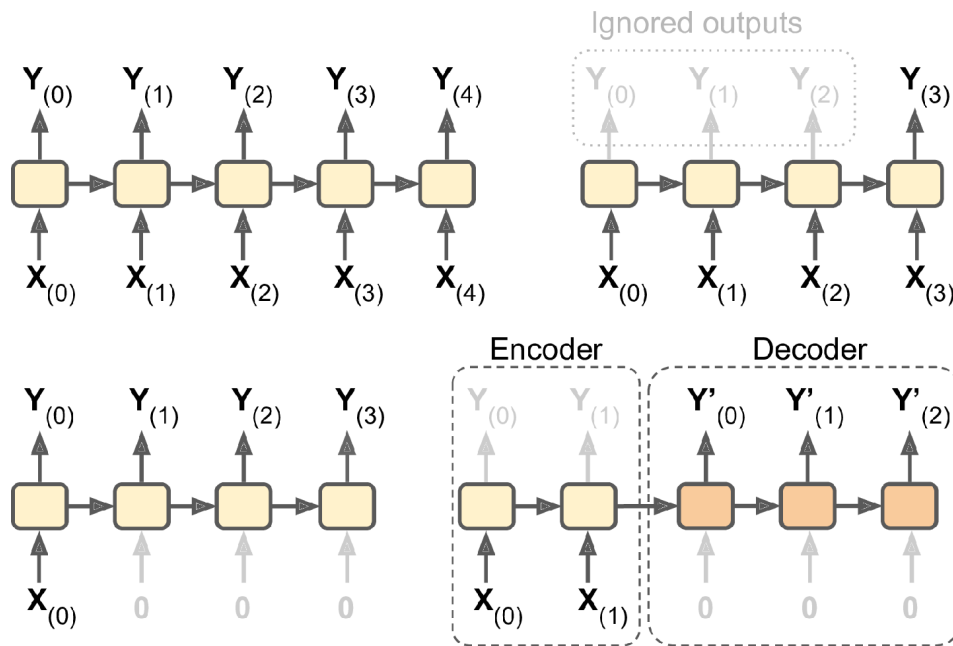 Ignored outputs
Y(0) Y(1) Y(2) Y(3) Y(4) Y(0) Y(1) Y(2) Y(3)
X(0) X(1) X(2) X(3) X(4) X(0) X(1) X(2) X(3)
Encoder Decoder
Y(0) Y(1) Y(2) Y(3) Y(0) Y(1) Y’(0) Y’(1) Y’(2)
X(0) 0 0 0 X(0) X(1) 0 0 0